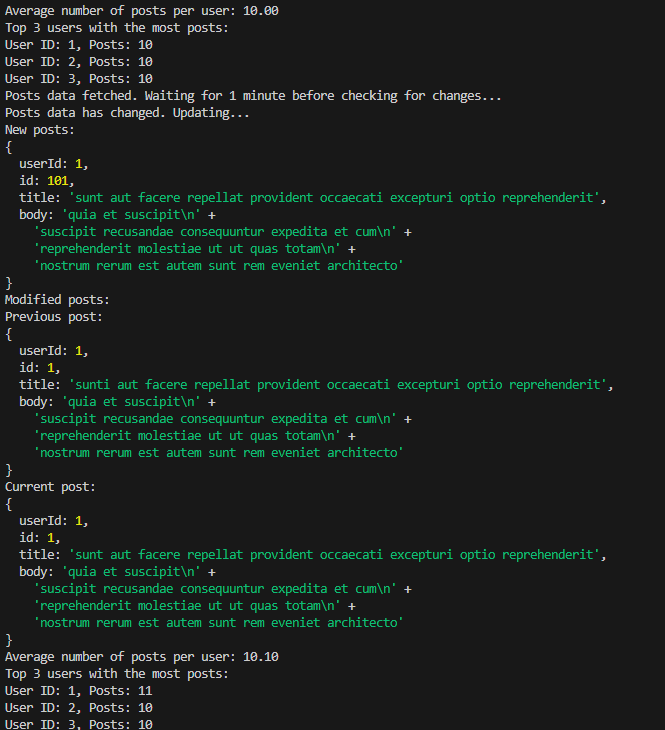 Average number of posts per user: 10.00
Top 3 users with the most posts:
User ID: 1, Posts: 10
User ID: 2, Posts: 10
User ID: 3, Posts: 10
Posts data fetched. Waiting for 1 minute before checking for changes...
Posts data has changed. Updating...
New posts:
{
  userId: 1,
  id: 101,
  title: 'sunt aut facere repellat provident occaecati excepturi optio reprehenderit',
  body: 'quia et suscipit\n' +
    'suscipit recusandae consequuntur expedita et cum\n' +
    'reprehenderit molestiae ut ut quas totam\n' +
    'nostrum rerum est autem sunt rem eveniet architecto'
}
Modified posts:
Previous post:
{
  userId: 1,
  id: 1,
  title: 'sunti aut facere repellat provident occaecati excepturi optio reprehenderit',
  body: 'quia et suscipit\n' +
    'suscipit recusandae consequuntur expedita et cum\n' +
    'reprehenderit molestiae ut ut quas totam\n' +
    'nostrum rerum est autem sunt rem eveniet architecto'
}
Current post:
{
  userId: 1,
  id: 1,
  title: 'sunt aut facere repellat provident occaecati excepturi optio reprehenderit',
  body: 'quia et suscipit\n' +
    'suscipit recusandae consequuntur expedita et cum\n' +
    'reprehenderit molestiae ut ut quas totam\n' +
    'nostrum rerum est autem sunt rem eveniet architecto'
}
Average number of posts per user: 10.10
Top 3 users with the most posts:
User ID: 1, Posts: 11
User ID: 2, Posts: 10
User ID: 3, Posts: 10